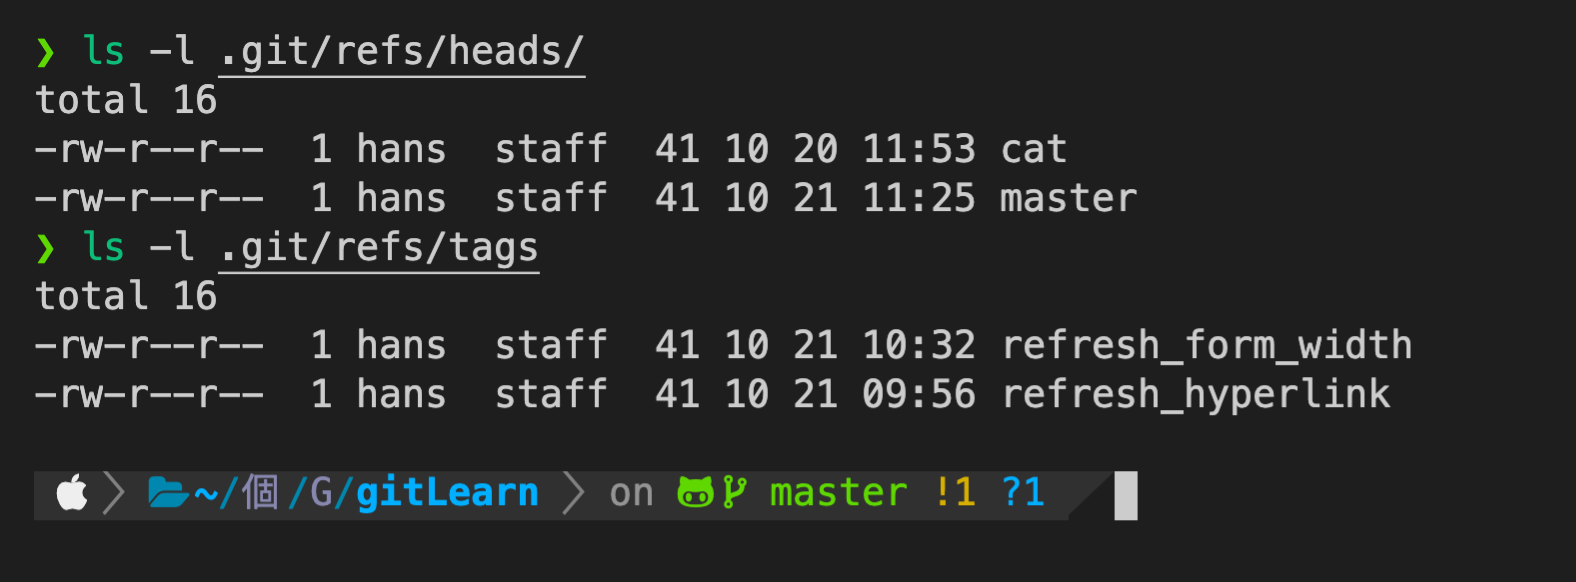 ❯ ls -l .git/refs/heads/
total 16
-rw-r--r--  1 hans  staff  41 10 20 11:53 cat
-rw-r--r--  1 hans  staff  41 10 21 11:25 master
❯ ls -l .git/refs/tags
total 16
-rw-r--r--  1 hans  staff  41 10 21 10:32 refresh_form_width
-rw-r--r--  1 hans  staff  41 10 21 09:56 refresh_hyperlink
~/個/G/gitLearn on master !1 ?1